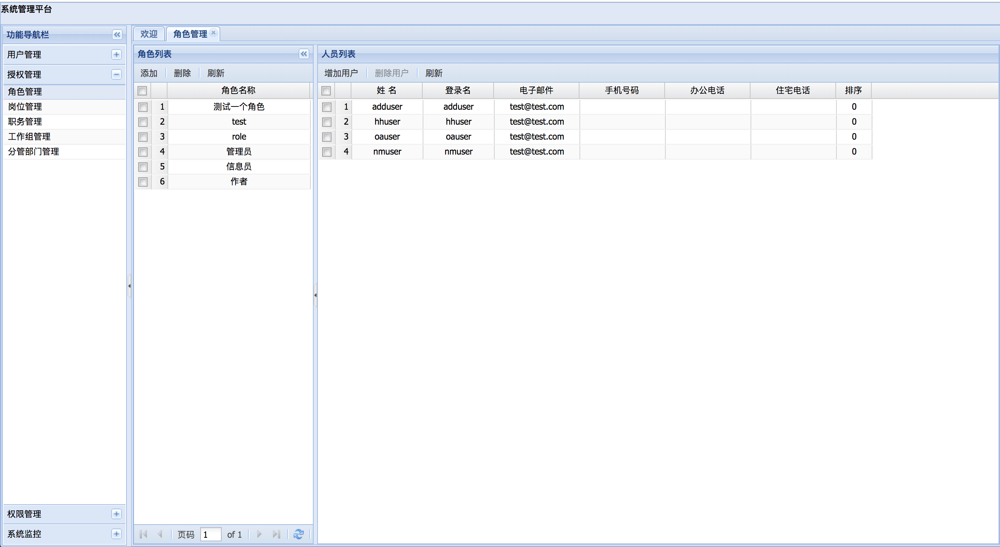 系统管理平台
功能导航栏
用户管理
授权管理
角色管理
岗位管理
职务管理
工作组管理
分管部门管理
权限管理
系统监控
欢迎 角色管理
角色列表
添加 删除 刷新
角色名称
1 测试一个角色
2 test
3 role
4 管理员
5 信息员
6 作者
页码 1 of 1
人员列表
增加用户 删除用户 刷新
姓 名 登录名 电子邮件 手机号码 办公电话 住宅电话 排序
1 adduser adduser test@test.com 0
2 hhuser hhuser test@test.com 0
3 oauser oauser test@test.com 0
4 nmuser nmuser test@test.com 0